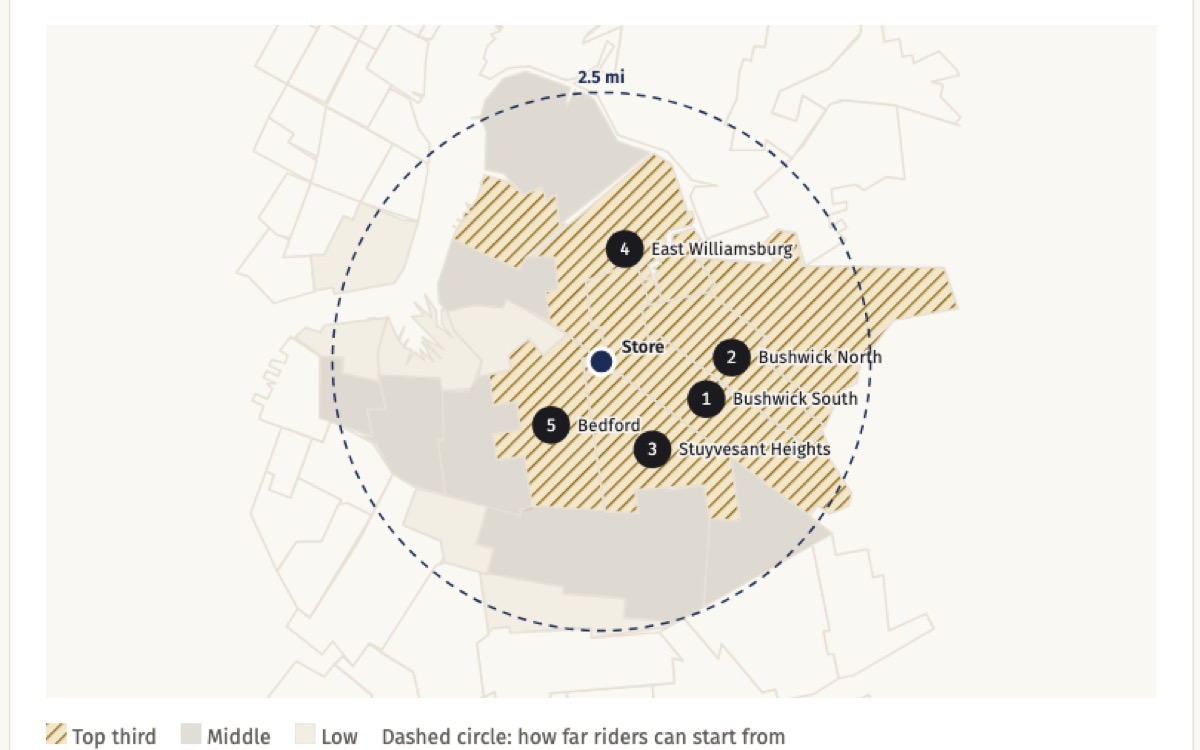 2.5 mi
4 East Williamsburg
Store
2 Bushwick North
1 Bushwick South
5 Bedford
3 Stuyvesant Heights
Top third Middle Low Dashed circle: how far riders can start from